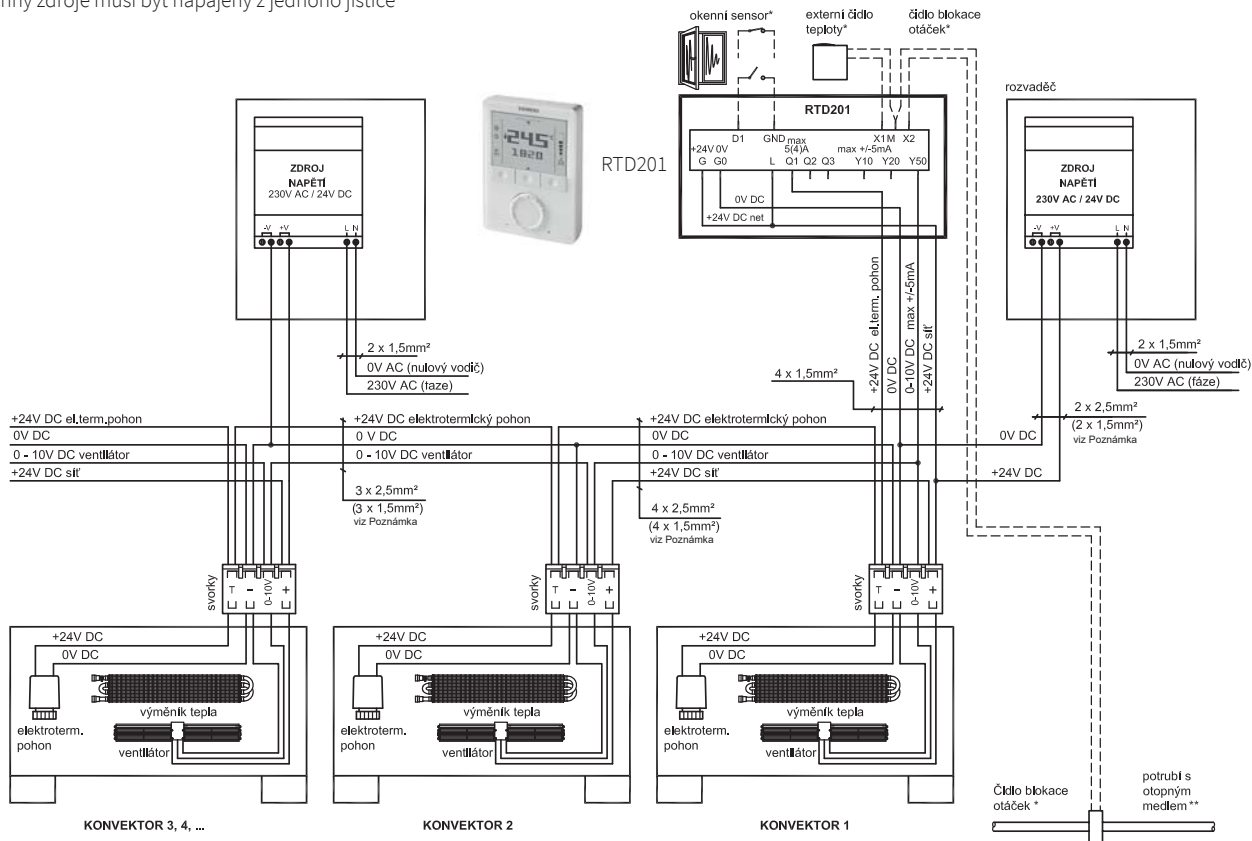 nny zdroje musí být napájeny z jednoho jističe
okenní sensor*
externí čidlo
teploty*
čidlo blokace
otáček*
rozvaděč
ZDROJ
NAPĚTÍ
230V AC / 24V DC
-V +V L N
2 x 1,5mm²
0V AC (nulový vodič)
230V AC (faze)
SIEMENS
24.5
1820
RTD201
RTD201
D1 GND X1 M X2
max
5(4)A
max +/-5mA
+24V 0V
G G0 L Q1 Q2 Q3 Y10 Y20 Y50
0V DC
+24V DC net
+24V DC el.term. pohon
0V DC
0-10V DC max +/-5mA
+24V DC síť
4 x 1,5mm²
ZDROJ
NAPĚTÍ
230V AC / 24V DC
-V +V L N
2 x 1,5mm²
0V AC (nulový vodič)
230V AC (fáze)
2 x 2,5mm²
(2 x 1,5mm²)
viz Poznámka
0V DC
+24V DC
+24V DC el.term.pohon
0V DC
0 - 10V DC ventilátor
+24V DC síť
+24V DC elektrotermický pohon
0 V DC
0 - 10V DC ventilátor
3 x 2,5mm²
(3 x 1,5mm²)
viz Poznámka
+24V DC elektrotermický pohon
0V DC
0 - 10V DC ventilátor
+24V DC síť
4 x 2,5mm²
(4 x 1,5mm²)
viz Poznámka
svorky
T - 0-10V +
svorky
T - 0-10V +
svorky
T - 0-10V +
+24V DC
0V DC
výměník tepla
elektroterm.
pohon
ventilátor
+24V DC
0V DC
výměník tepla
elektroterm.
pohon
ventilátor
+24V DC
0V DC
výměník tepla
elektroterm.
pohon
ventilátor
KONVEKTOR 3, 4, ...
KONVEKTOR 2
KONVEKTOR 1
Čidlo blokace
otáček *
potrubí s
otopným
medlem **